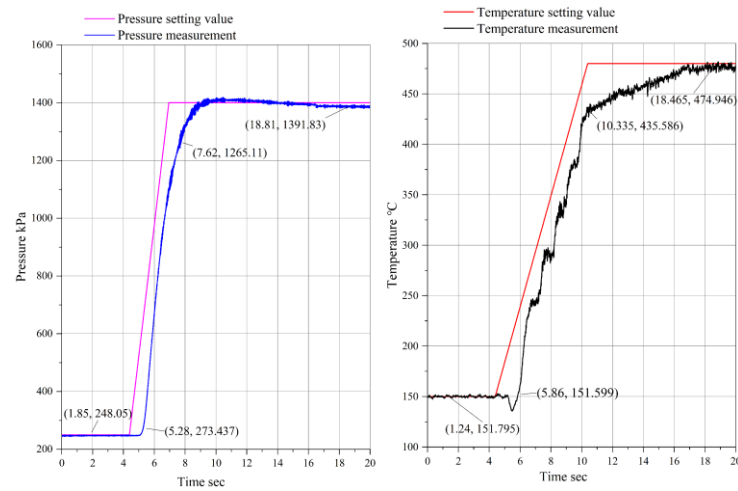 Pressure setting value
Pressure measurement
1600
1400
1200
1000
800
600
400
200
Pressure kPa
(18.81, 1391.83)
(7.62, 1265.11)
(1.85, 248.05)
(5.28, 273.437)
0 2 4 6 8 10 12 14 16 18 20
Time sec
Temperature setting value
Temperature measurement
500
450
400
350
300
250
200
150
100
Temperature °C
(18.465, 474.946)
(10.335, 435.586)
(5.86, 151.599)
(1.24, 151.795)
0 2 4 6 8 10 12 14 16 18 20
Time sec